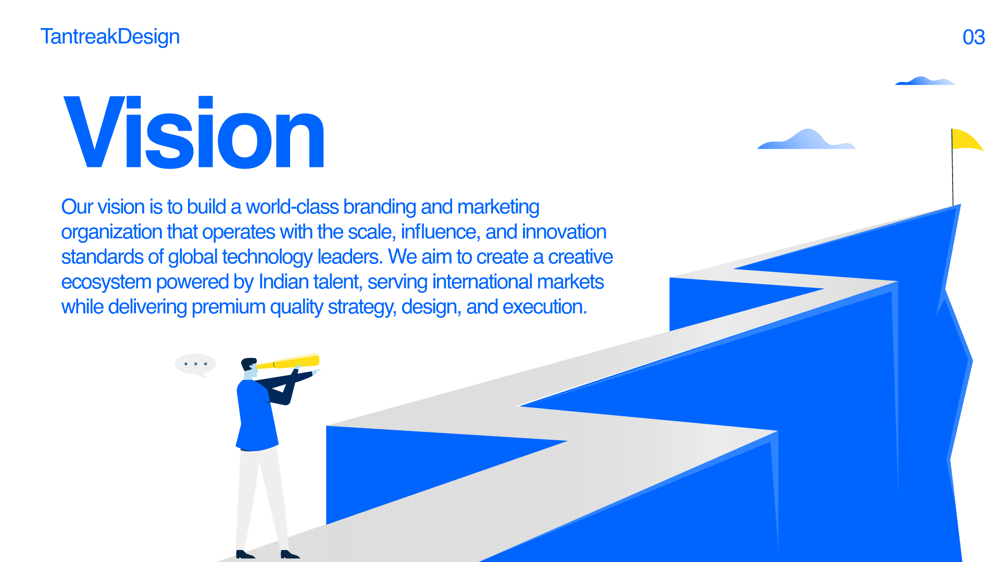 TantreakDesign
03
Vision
Our vision is to build a world-class branding and marketing
organization that operates with the scale, influence, and innovation
standards of global technology leaders. We aim to create a creative
ecosystem powered by Indian talent, serving international markets
while delivering premium quality strategy, design, and execution.